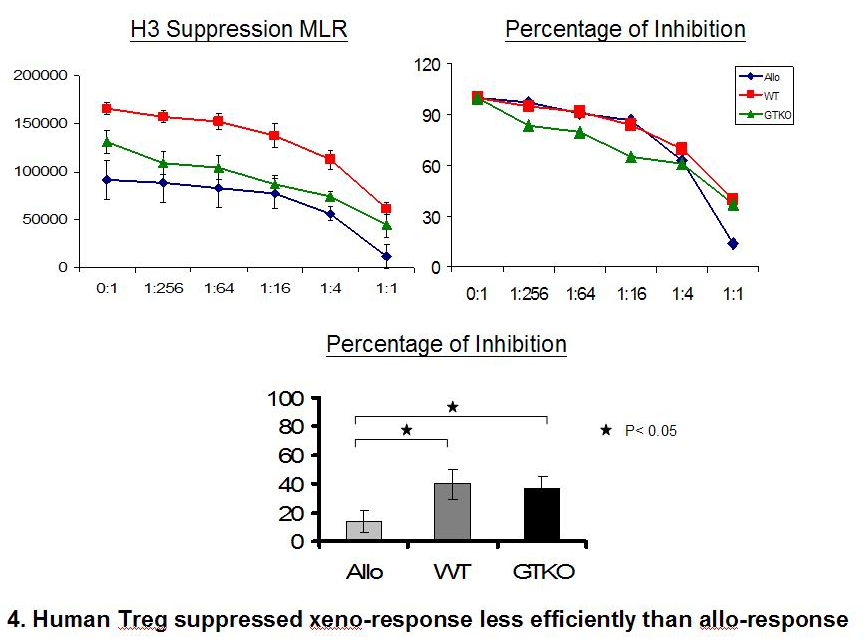 H3 Suppression MLR
200000
150000
100000
50000
0
0:1 1:256 1:64 1:16 1:4 1:1
Percentage of Inhibition
120
90
60
30
0
0:1 1:256 1:64 1:16 1:4 1:1
Allo
WT
GTKO
Percentage of Inhibition
100
80
60
40
20
0
Allo WT GTKO
★ P< 0.05
4. Human Treg suppressed xeno-response less efficiently than allo-response